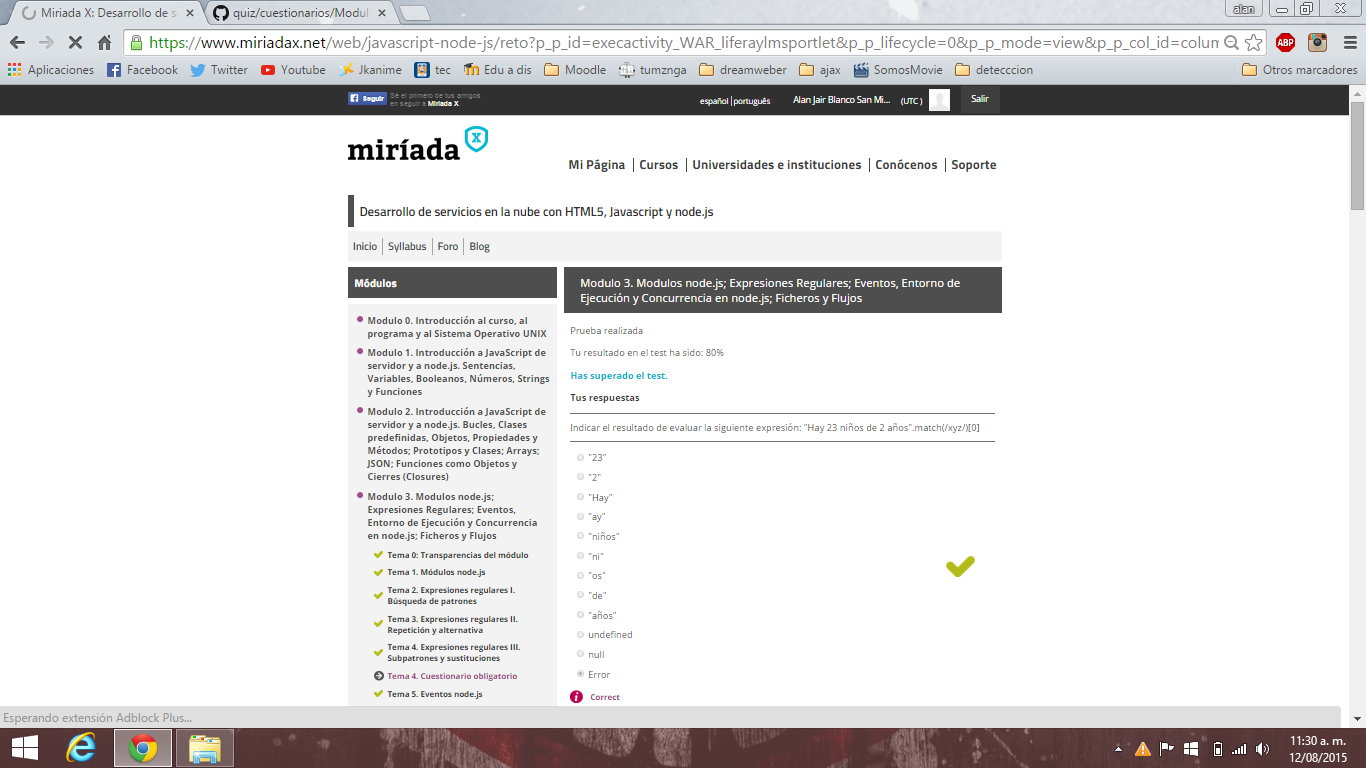 Miriada X: Desarrollo de s
quiz/cuestionarios/Modul
alan
https://www.miriadax.net/web/javascript-node-js/reto?p_p_id=execactivity_WAR_liferaylmsportlet&p_p_lifecycle=0&p_p_mode=view&p_p_col_id=colum
ABP
Aplicaciones Facebook Twitter Youtube Jkanime tec Edu a dis Moodle tumznga dreamweber ajax SomosMovie detecccion Otros marcadores
Seguir
Sé el primero de tus amigos
en seguir a Miriada X
español | português
Alan Jair Blanco San Mi...
(UTC )
Salir
miríada X
Mi Página | Cursos | Universidades e instituciones | Conócenos | Soporte
Desarrollo de servicios en la nube con HTML5, Javascript y node.js
Inicio | Syllabus | Foro | Blog
Módulos
Modulo 0. Introducción al curso, al
programa y al Sistema Operativo UNIX
Modulo 1. Introducción a JavaScript de
servidor y a node.js. Sentencias,
Variables, Booleanos, Números, Strings
y Funciones
Modulo 2. Introducción a JavaScript de
servidor y a node.js. Bucles, Clases
predefinidas, Objetos, Propiedades y
Métodos; Prototipos y Clases; Arrays;
JSON; Funciones como Objetos y
Cierres (Closures)
Modulo 3. Modulos node.js;
Expresiones Regulares; Eventos,
Entorno de Ejecución y Concurrencia
en node.js; Ficheros y Flujos
Tema 0: Transparencias del módulo
Tema 1. Módulos node.js
Tema 2. Expresiones regulares I.
Búsqueda de patrones
Tema 3. Expresiones regulares II.
Repetición y alternativa
Tema 4. Expresiones regulares III.
Subpatrones y sustituciones
Tema 4. Cuestionario obligatorio
Tema 5. Eventos node.js
Modulo 3. Modulos node.js; Expresiones Regulares; Eventos, Entorno de
Ejecución y Concurrencia en node.js; Ficheros y Flujos
Prueba realizada
Tu resultado en el test ha sido: 80%
Has superado el test.
Tus respuestas
Indicar el resultado de evaluar la siguiente expresión: "Hay 23 niños de 2 años".match(/xyz/)[0]
"23"
"2"
"Hay"
"ay"
"niños"
"ni"
"os"
"de"
"años"
undefined
null
Error
Correct
Esperando extensión Adblock Plus...
11:30 a. m.
12/08/2015